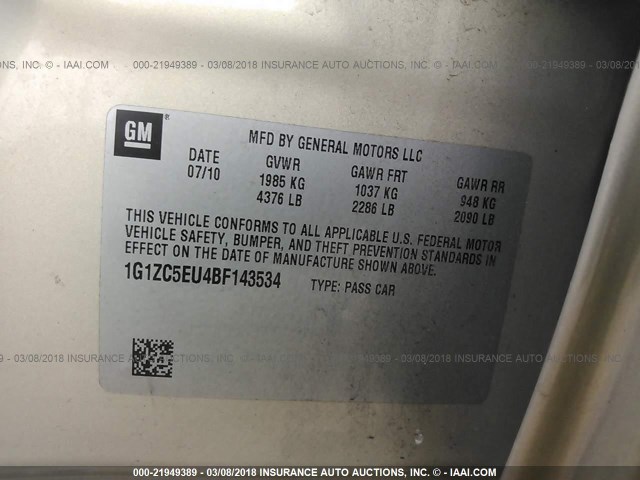 000-21949389 | 03/08/2018 INSURANCE AUTO AUCTIONS, INC. - © | IAAI.COM
GM ®
MFD BY GENERAL MOTORS LLC
DATE GVWR GAWR FRT GAWR RR
07/10 1985 KG 1037 KG 948 KG
4376 LB 2286 LB 2090 LB
THIS VEHICLE CONFORMS TO ALL APPLICABLE U.S. FEDERAL MOTOR
VEHICLE SAFETY, BUMPER, AND THEFT PREVENTION STANDARDS IN
EFFECT ON THE DATE OF MANUFACTURE SHOWN ABOVE.
1G1ZC5EU4BF143534 TYPE: PASS CAR
000-21949389 | 03/08/2018 INSURANCE AUTO AUCTIONS, INC. - © | IAAI.COM
000-21949389 | 03/08/2018 INSURANCE AUTO AUCTIONS, INC. - © | IAAI.COM